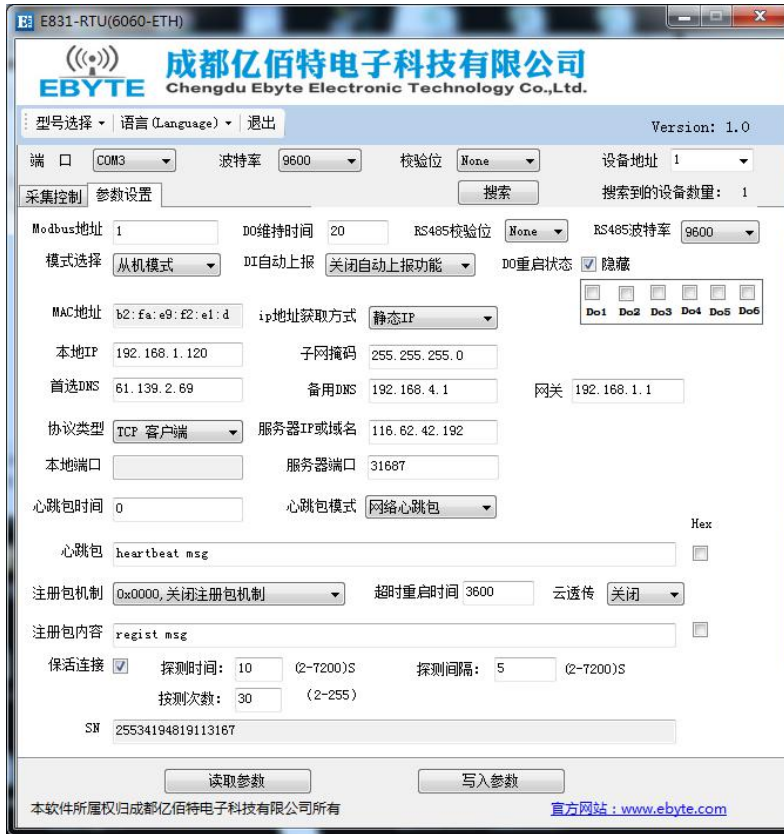 E831-RTU(6060-ETH)
EBYTE 成都亿佰特电子科技有限公司
Chengdu Ebyte Electronic Technology Co.,Ltd.
型号选择 语言(Language) 退出 Version: 1.0
端 口 COM3 波特率 9600 校验位 None 设备地址 1
采集控制 参数设置 搜索 搜索到的设备数量: 1
Modbus地址 1 DO维持时间 20 RS485校验位 None RS485波特率 9600
模式选择 从机模式 DI自动上报 关闭自动上报功能 DO重启状态 隐藏
Do1 Do2 Do3 Do4 Do5 Do6
MAC地址 b2:fa:e9:f2:e1:d ip地址获取方式 静态IP
本地IP 192.168.1.120 子网掩码 255.255.255.0
首选DNS 61.139.2.69 备用DNS 192.168.4.1 网关 192.168.1.1
协议类型 TCP 客户端 服务器IP或域名 116.62.42.192
本地端口 服务器端口 31687
心跳包时间 0 心跳包模式 网络心跳包
Hex
心跳包 heartbeat msg
注册包机制 0x0000,关闭注册包机制 超时重启时间 3600 云透传 关闭
注册包内容 regist msg
保活连接 探测时间: 10 (2-7200)S 探测间隔: 5 (2-7200)S
按测次数: 30 (2-255)
SN 25534194819113167
读取参数 写入参数
本软件所属权归成都亿佰特电子科技有限公司所有 官方网站:www.ebyte.com